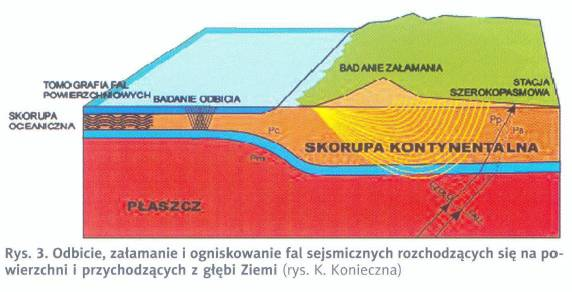 TOMOGRAFIA FAL
POWIERZCHNIOWYCH
BADANIE ODBICIA
BADANIE ZAŁAMANIA
STACJA
SZEROKOPASMOWA
SKORUPA
OCEANICZNA
Pc
Pp
Ps
SKORUPA KONTYNENTALNA
Pm
PŁASZCZ
Rys. 3. Odbicie, załamanie i ogniskowanie fal sejsmicznych rozchodzących się na po-
wierzchni i przychodzących z głębi Ziemi (rys. K. Konieczna)